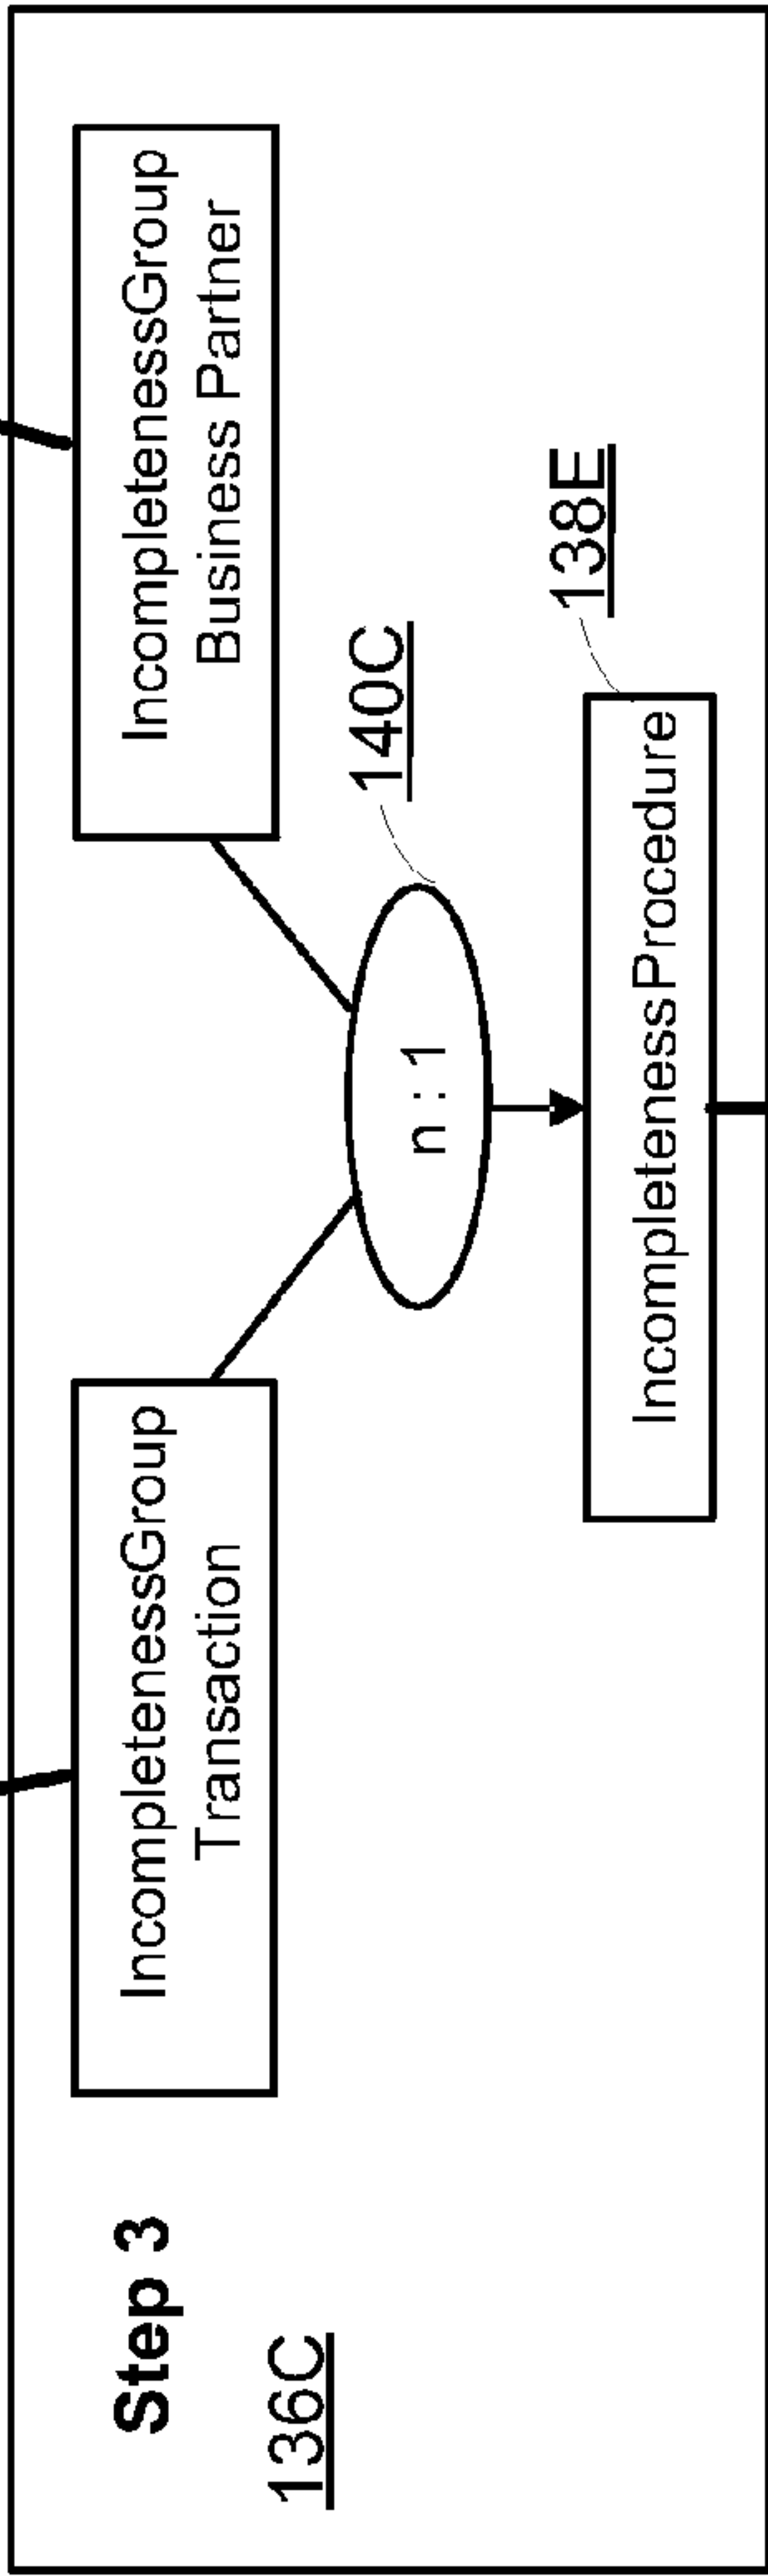 Step 3
136C
IncompletenessGroup
Transaction
IncompletenessGroup
Business Partner
140C
n : 1
138E
IncompletenessProcedure